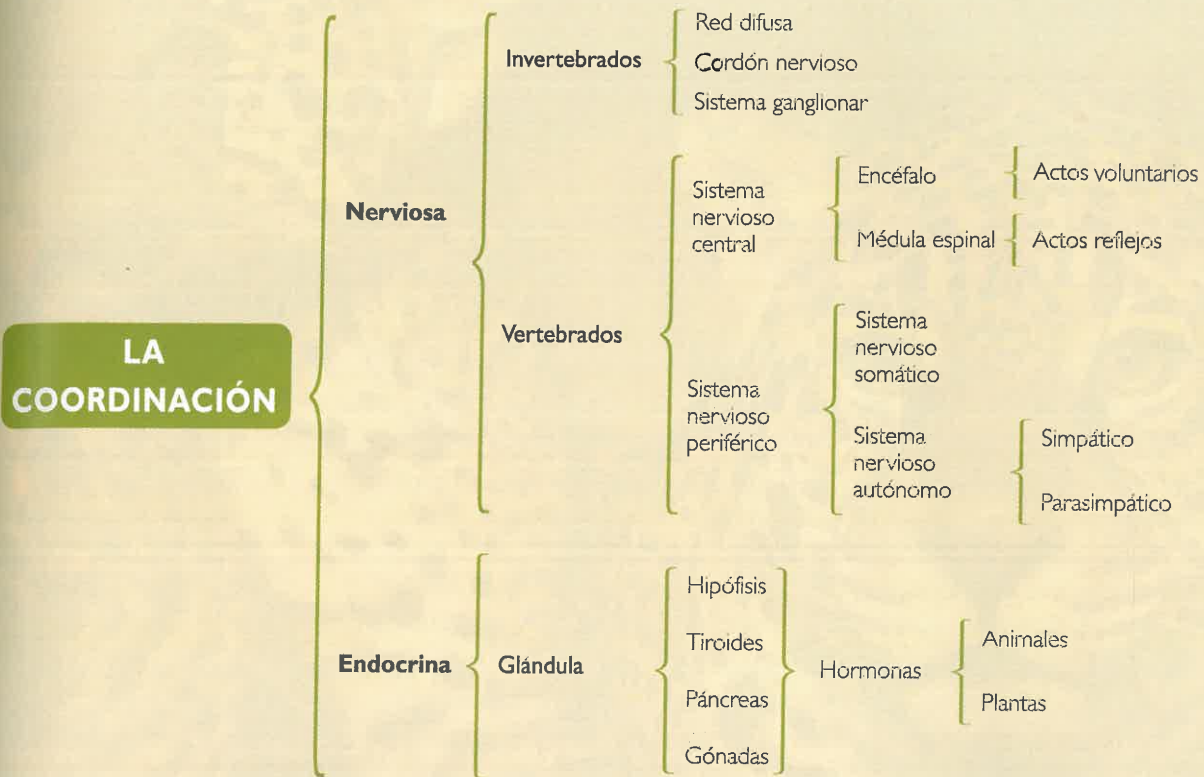 LA
COORDINACIÓN
Nerviosa
Invertebrados
Red difusa
Cordón nervioso
Sistema ganglionar
Vertebrados
Sistema
nervioso
central
Encéfalo
Actos voluntarios
Médula espinal
Actos reflejos
Sistema
nervioso
periférico
Sistema
nervioso
somático
Sistema
nervioso
autónomo
Simpático
Parasimpático
Endocrina
Glándula
Hipófisis
Tiroides
Páncreas
Gónadas
Hormonas
Animales
Plantas